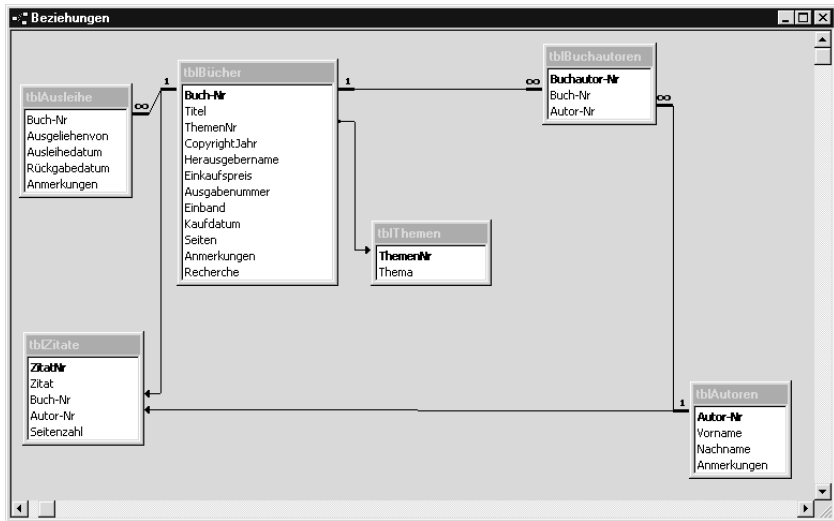 Beziehungen
tblAusleihe
Buch-Nr
Ausgeliehenvon
Ausleihedatum
Rückgabedatum
Anmerkungen
1
∞
tblBücher
Buch-Nr
Titel
ThemenNr
CopyrightJahr
Herausgebername
Einkaufspreis
Ausgabenummer
Einband
Kaufdatum
Seiten
Anmerkungen
Recherche
1
∞
tblBuchautoren
Buchautor-Nr
Buch-Nr
Autor-Nr
∞
tblThemen
ThemenNr
Thema
tblZitate
ZitatNr
Zitat
Buch-Nr
Autor-Nr
Seitenzahl
1
tblAutoren
Autor-Nr
Vorname
Nachname
Anmerkungen